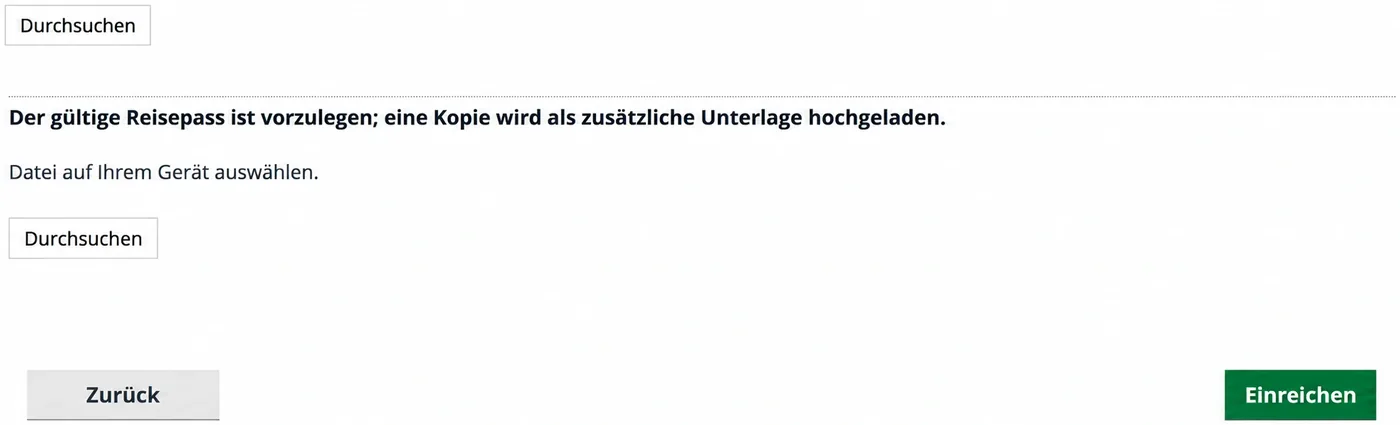 Durchsuchen
Der gültige Reisepass ist vorzulegen; eine Kopie wird als zusätzliche Unterlage hochgeladen.
Datei auf Ihrem Gerät auswählen.
Durchsuchen
Zurück
Einreichen